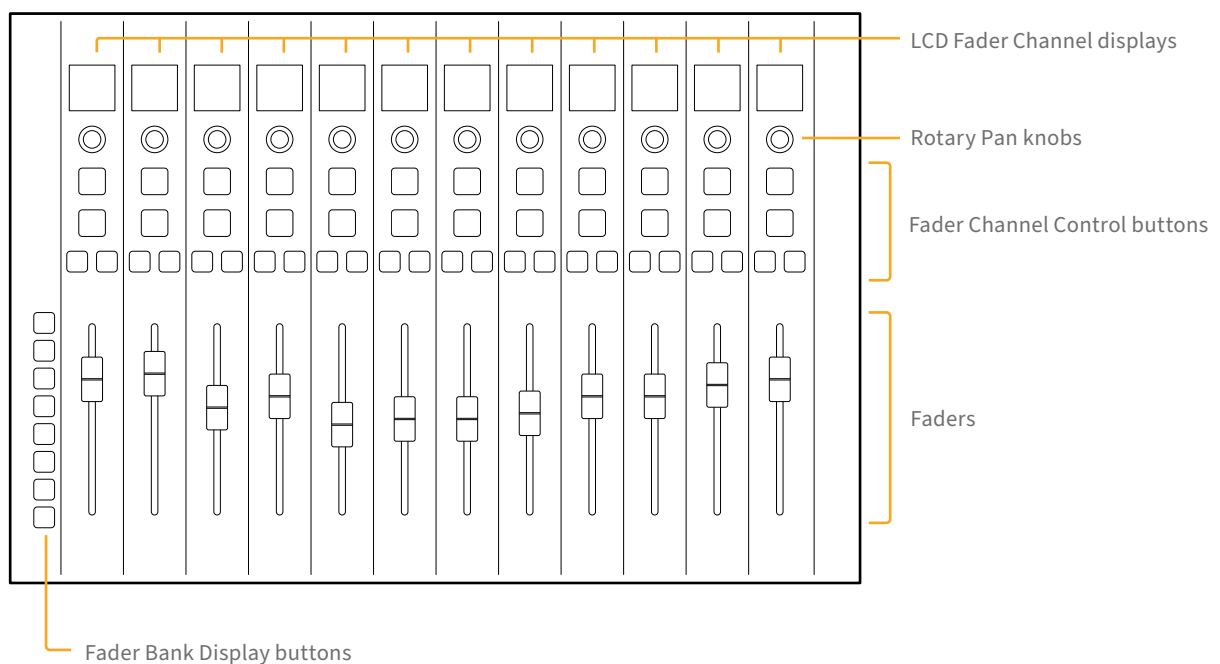 LCD Fader Channel displays
Rotary Pan knobs
Fader Channel Control buttons
Faders
Fader Bank Display buttons